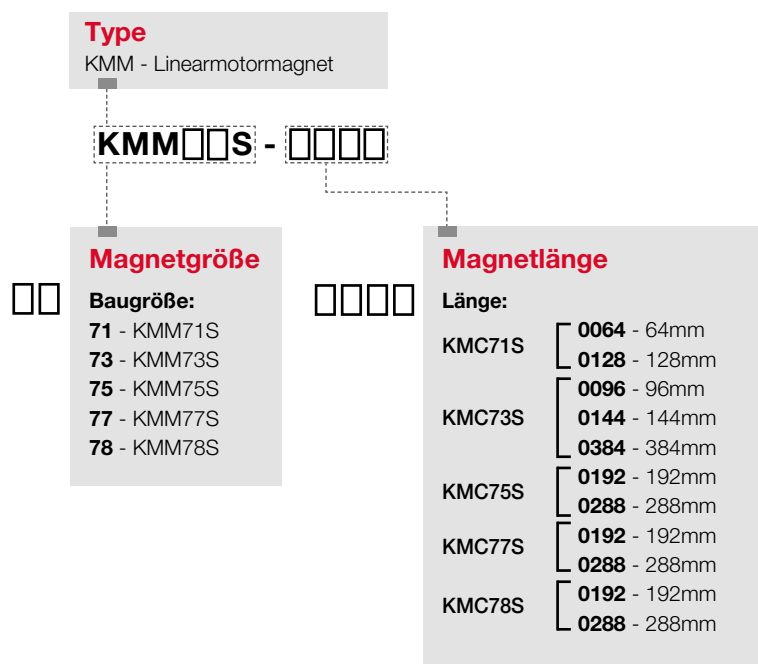 Type
KMM - Linearmotormagnet
KMM□□S - □□□□
□□
Magnetgröße
Baugröße:
71 - KMM71S
73 - KMM73S
75 - KMM75S
77 - KMM77S
78 - KMM78S
□□□□
Magnetlänge
Länge:
KMC71S
0064 - 64mm
0128 - 128mm
KMC73S
0096 - 96mm
0144 - 144mm
0384 - 384mm
KMC75S
0192 - 192mm
0288 - 288mm
KMC77S
0192 - 192mm
0288 - 288mm
KMC78S
0192 - 192mm
0288 - 288mm